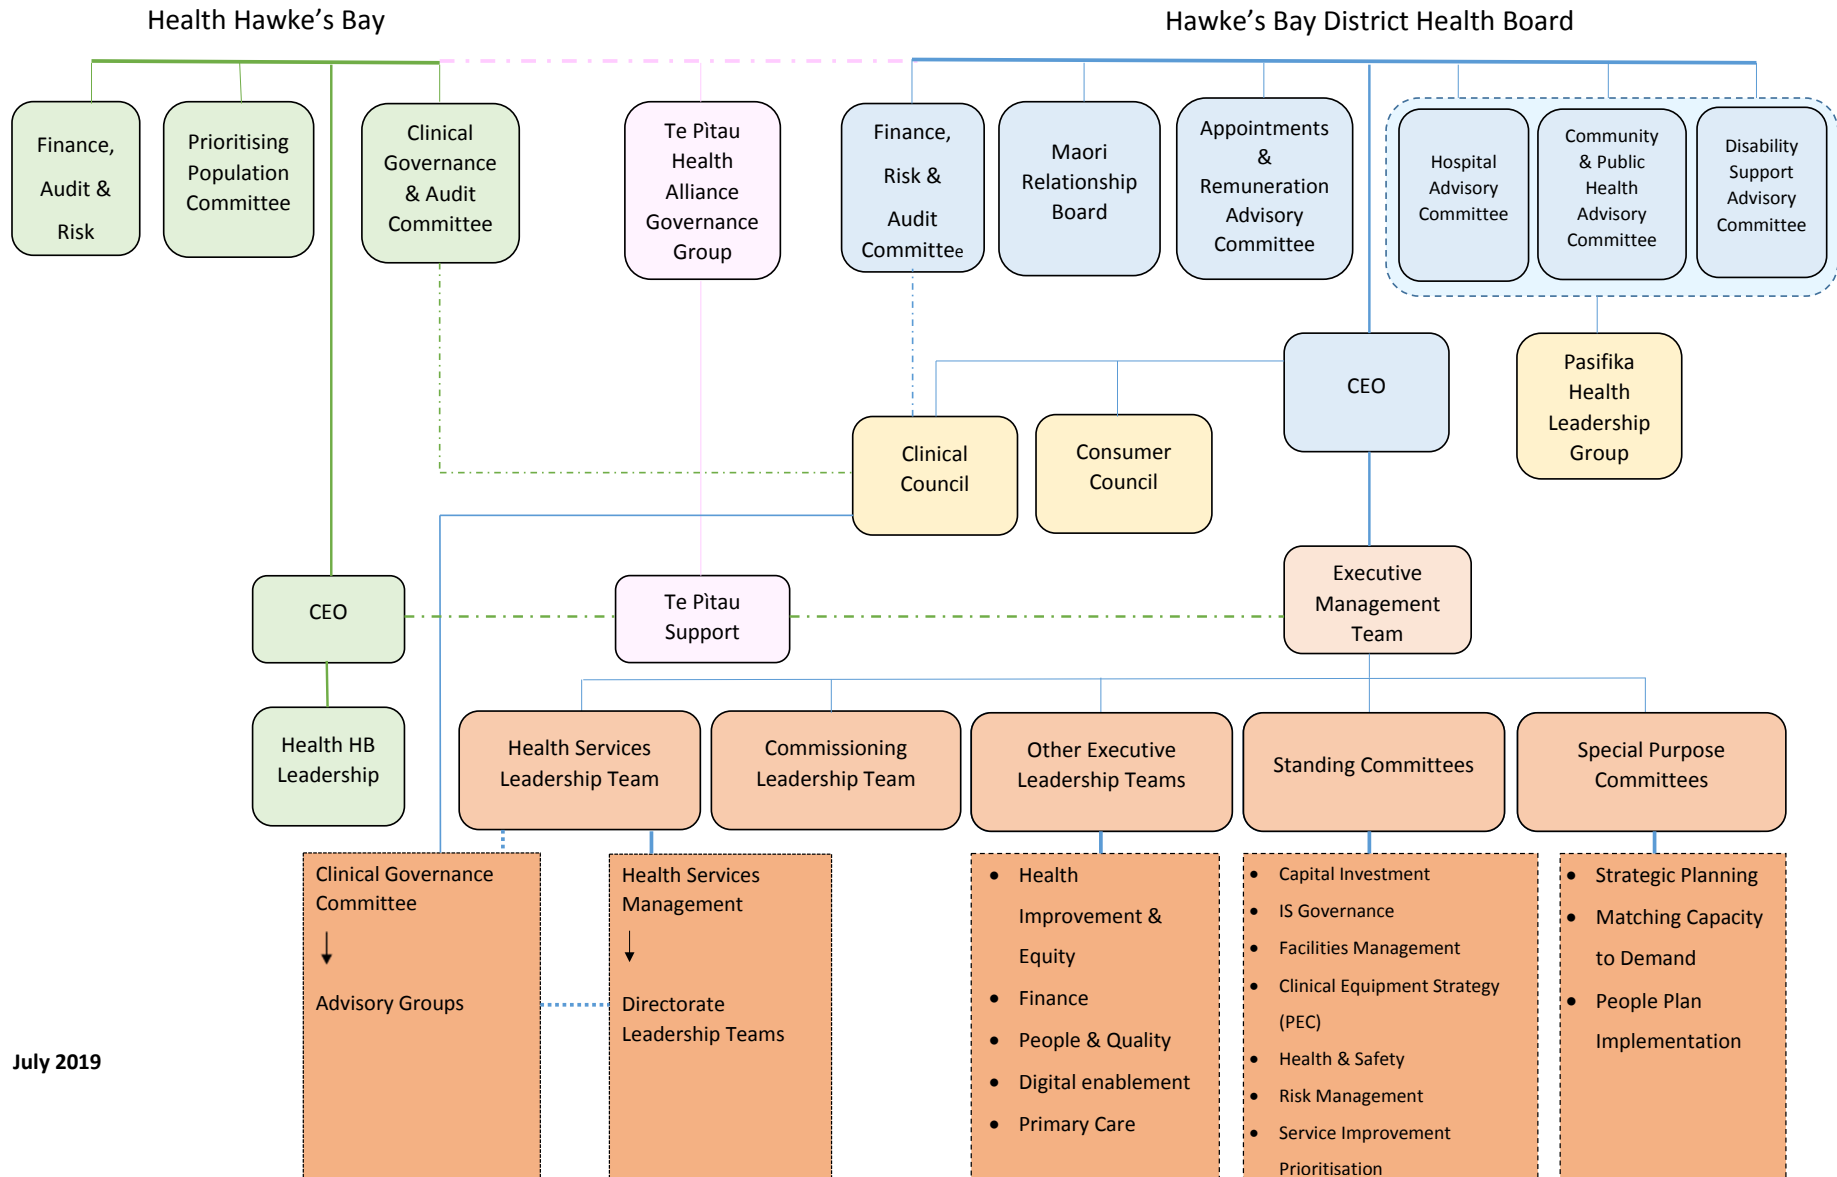 Health Hawke's Bay
Hawke's Bay District Health Board
Finance,
Audit &
Risk
Prioritising
Population
Committee
Clinical
Governance
& Audit
Committee
Te Pìtau
Health
Alliance
Governance
Group
Finance,
Risk &
Audit
Committee
Maori
Relationship
Board
Appointments
&
Remuneration
Advisory
Committee
Hospital
Advisory
Committee
Community
& Public
Health
Advisory
Committee
Disability
Support
Advisory
Committee
CEO
Pasifika
Health
Leadership
Group
Clinical
Council
Consumer
Council
CEO
Te Pìtau
Support
Executive
Management
Team
Health HB
Leadership
Health Services
Leadership Team
Commissioning
Leadership Team
Other Executive
Leadership Teams
Standing Committees
Special Purpose
Committees
Clinical Governance
Committee
Advisory Groups
Health Services
Management
Directorate
Leadership Teams
• Health
Improvement &
Equity
• Finance
• People & Quality
• Digital enablement
• Primary Care
• Capital Investment
• IS Governance
• Facilities Management
• Clinical Equipment Strategy
(PEC)
• Health & Safety
• Risk Management
• Service Improvement
Prioritisation
• Strategic Planning
• Matching Capacity
to Demand
• People Plan
Implementation
July 2019